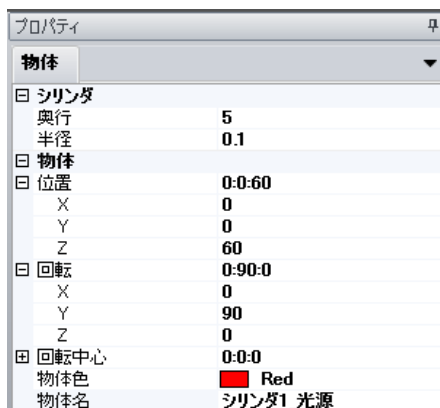 プロパティ
物体
シリンダ
奥行 5
半径 0.1
物体
位置 0:0:60
X 0
Y 0
Z 60
回転 0:90:0
X 0
Y 90
Z 0
回転中心 0:0:0
物体色 Red
物体名 シリンダ1 光源